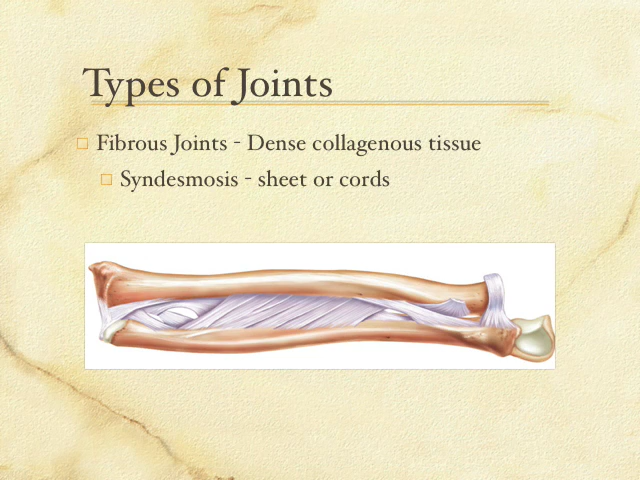 Types of Joints
Fibrous Joints - Dense collagenous tissue
Syndesmosis - sheet or cords